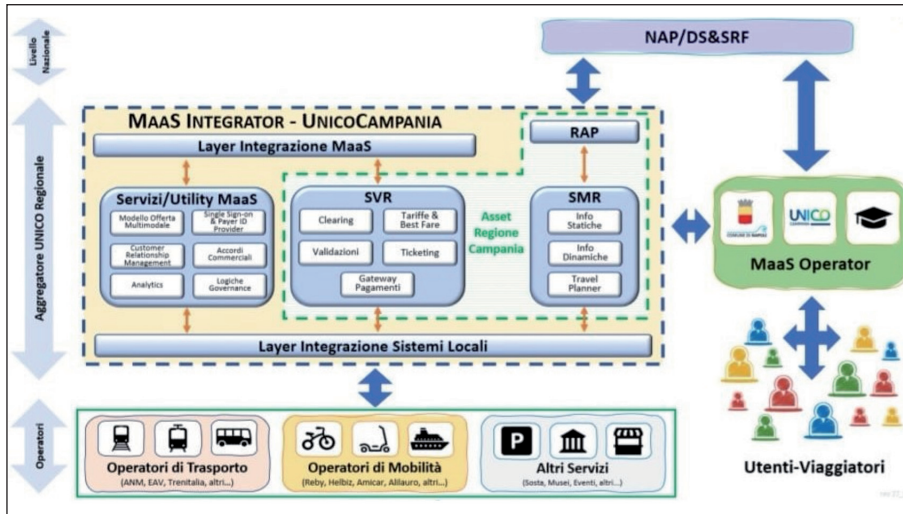 Livello
Nazionale
NAP/DS&SRF
Aggregatore UNICO Regionale
MAAS INTEGRATOR - UNICOCAMPANIA
Layer Integrazione MaaS
RAP
Servizi/Utility MaaS
Modello Offerta
Multimodale
Single Sign-on
& Payer ID
Provider
Customer
Relationship
Management
Accordi
Commerciali
Analytics
Logiche
Governance
SVR
Clearing
Tariffe &
Best Fare
Validazioni
Ticketing
Gateway
Pagamenti
Asset
Regione
Campania
SMR
Info
Statiche
Info
Dinamiche
Travel
Planner
Layer Integrazione Sistemi Locali
COMUNE DI NAPOLI
UNICO
MaaS Operator
Operatori
Operatori di Trasporto
(ANM, EAV, Trenitalia, altri...)
Operatori di Mobilità
(Reby, Helbiz, Amicar, Alilauro, altri...)
P
Altri Servizi
(Sosta, Musei, Eventi, altri...)
Utenti-Viaggiatori